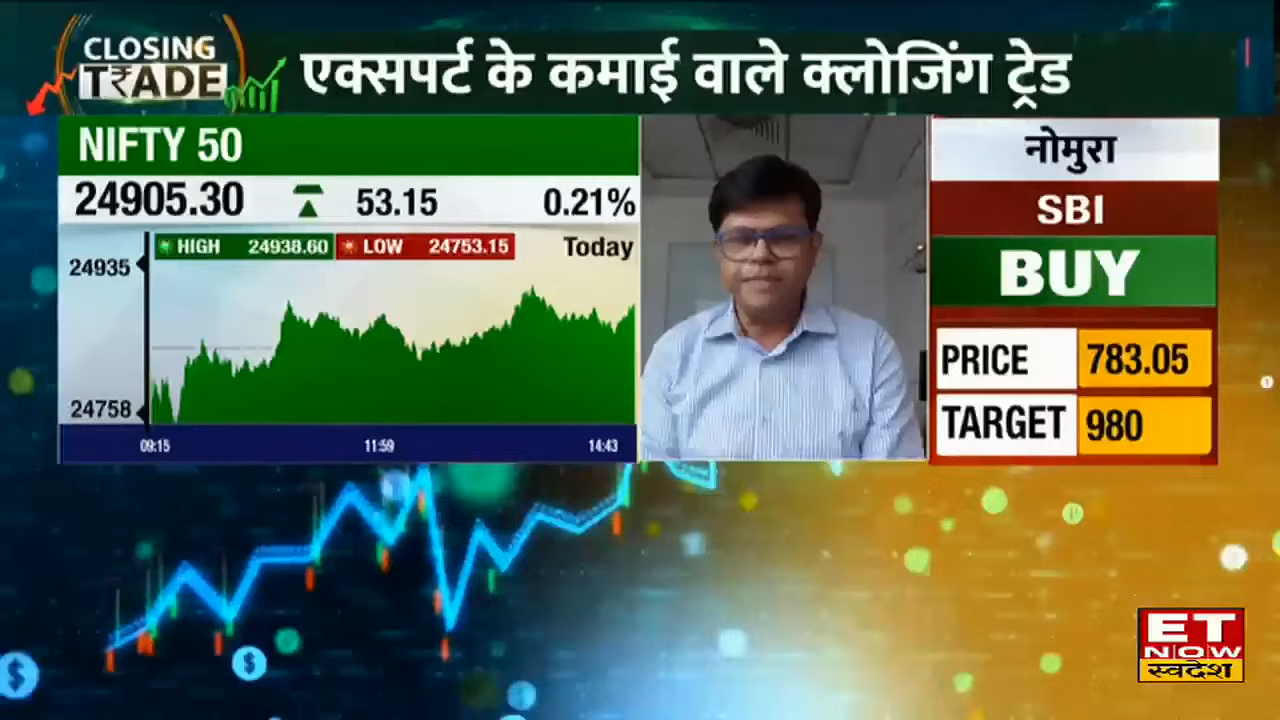 CLOSING
TRADE
एक्सपर्ट के कमाई वाले क्लोजिंग ट्रेड
NIFTY 50
24905.30 53.15 0.21%
HIGH 24938.60 LOW 24753.15 Today
24935
24758
09:15 11:59 14:43
नोमुरा
SBI
BUY
PRICE 783.05
TARGET 980
$
$
$
ET
NOW
स्वदेश